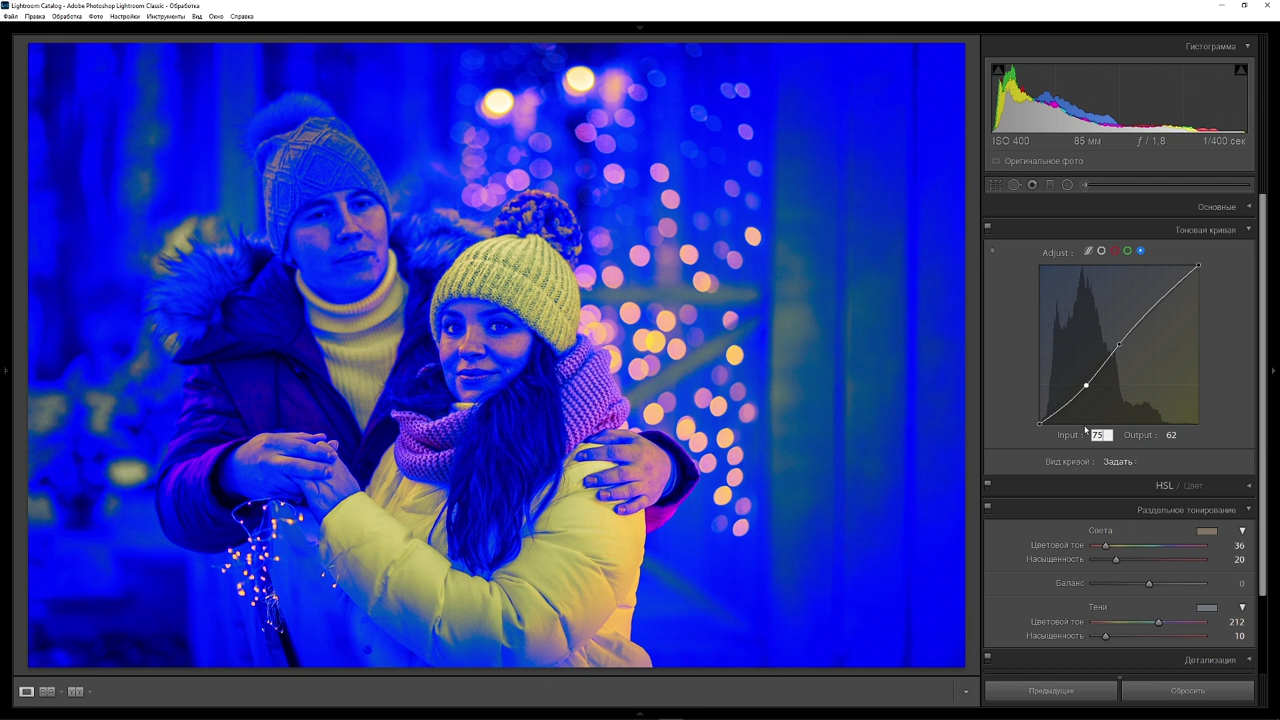 Lightroom Catalog - Adobe Photoshop Lightroom Classic - Обработка
Файл Правка Обработка Фото Настройки Инструменты Вид Окно Справка
Гистограмма
ISO 400 85 мм ƒ / 1,8 1/400 сек
Оригинальное фото
Основные
Тоновая кривая
Adjust :
Input : 75 Output : 62
Вид кривой : Задать :
HSL / Цвет
Раздельное тонирование
Света
Цветовой тон 36
Насыщенность 20
Баланс 0
Тени
Цветовой тон 212
Насыщенность 10
Детализация
Предыдущие Сбросить